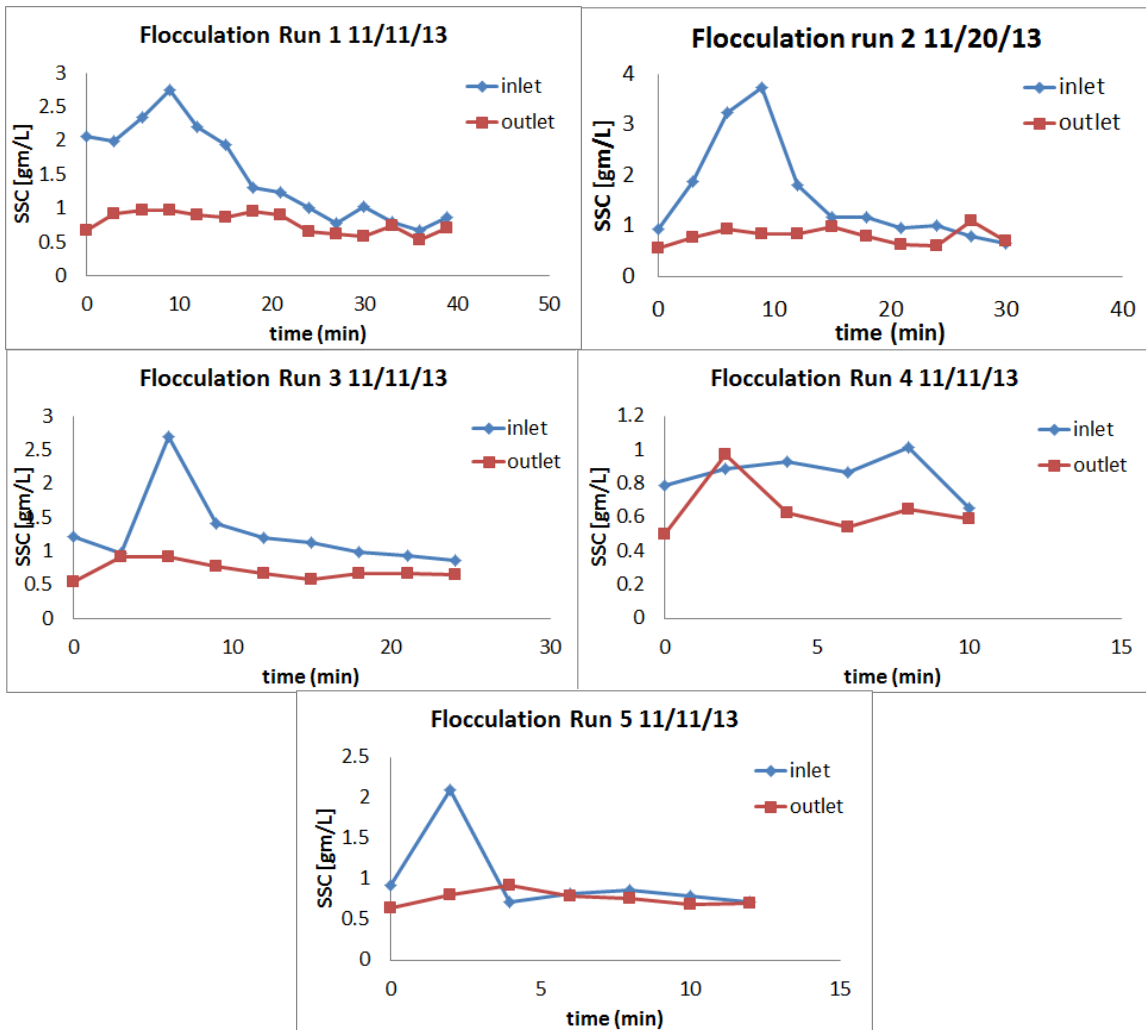 Flocculation Run 1 11/11/13
3
2.5
2
1.5
1
0.5
0
SSC [gm/L]
inlet
outlet
0 10 20 30 40 50
time (min)
Flocculation run 2 11/20/13
4
3
2
1
0
SSC [gm/L]
inlet
outlet
0 10 20 30 40
time (min)
Flocculation Run 3 11/11/13
3
2.5
2
1.5
1
0.5
0
SSC [gm/L]
inlet
outlet
0 10 20 30
time (min)
Flocculation Run 4 11/11/13
1.2
1
0.8
0.6
0.4
0.2
0
SSC [gm/L]
inlet
outlet
0 5 10 15
time (min)
Flocculation Run 5 11/11/13
2.5
2
1.5
1
0.5
0
SSC [gm/L]
inlet
outlet
0 5 10 15
time (min)